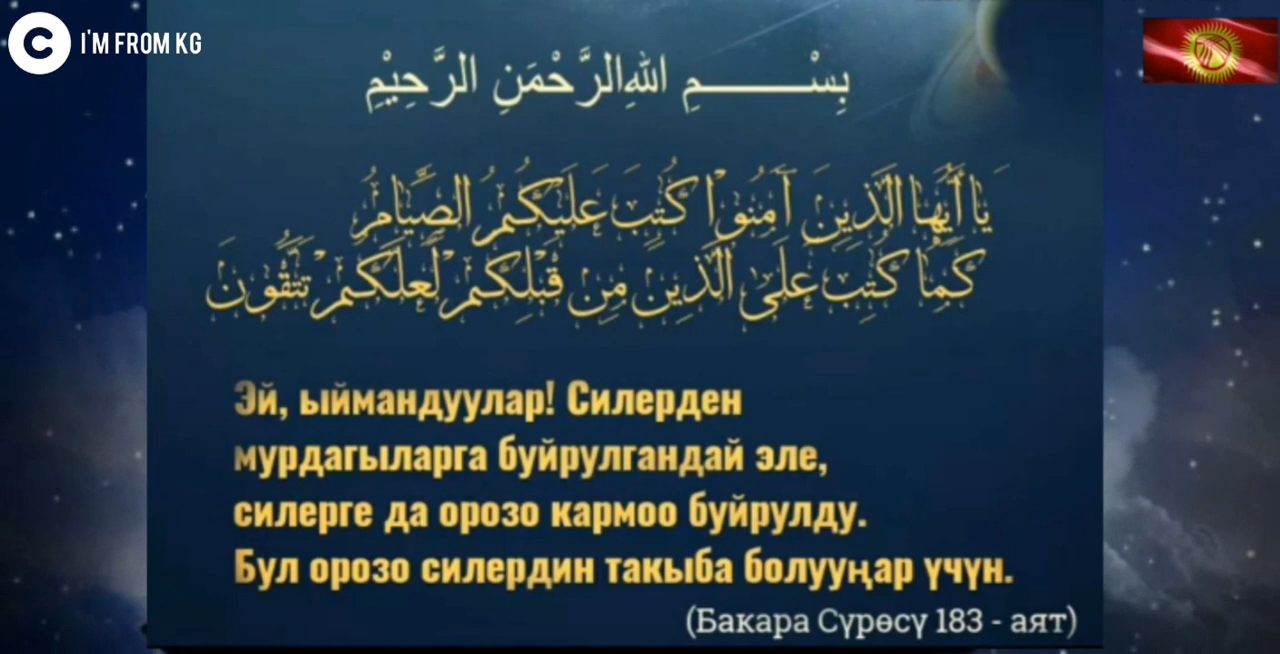 C I'M FROM KG
بِسْــــــمِ اللهِ الرَّحْمَنِ الرَّحِيْمِ
يَا أَيُّهَا الَّذِينَ آمَنُوا كُتِبَ عَلَيْكُمُ الصِّيَامُ
كَمَا كُتِبَ عَلَى الَّذِينَ مِن قَبْلِكُمْ لَعَلَّكُمْ تَتَّقُونَ
Эй, ыймандуулар! Силерден
мурдагыларга буйрулгандай эле,
силерге да орозо кармоо буйрулду.
Бул орозо силердин такыба болууңар үчүн.
(Бакара Сүрөсү 183 - аят)